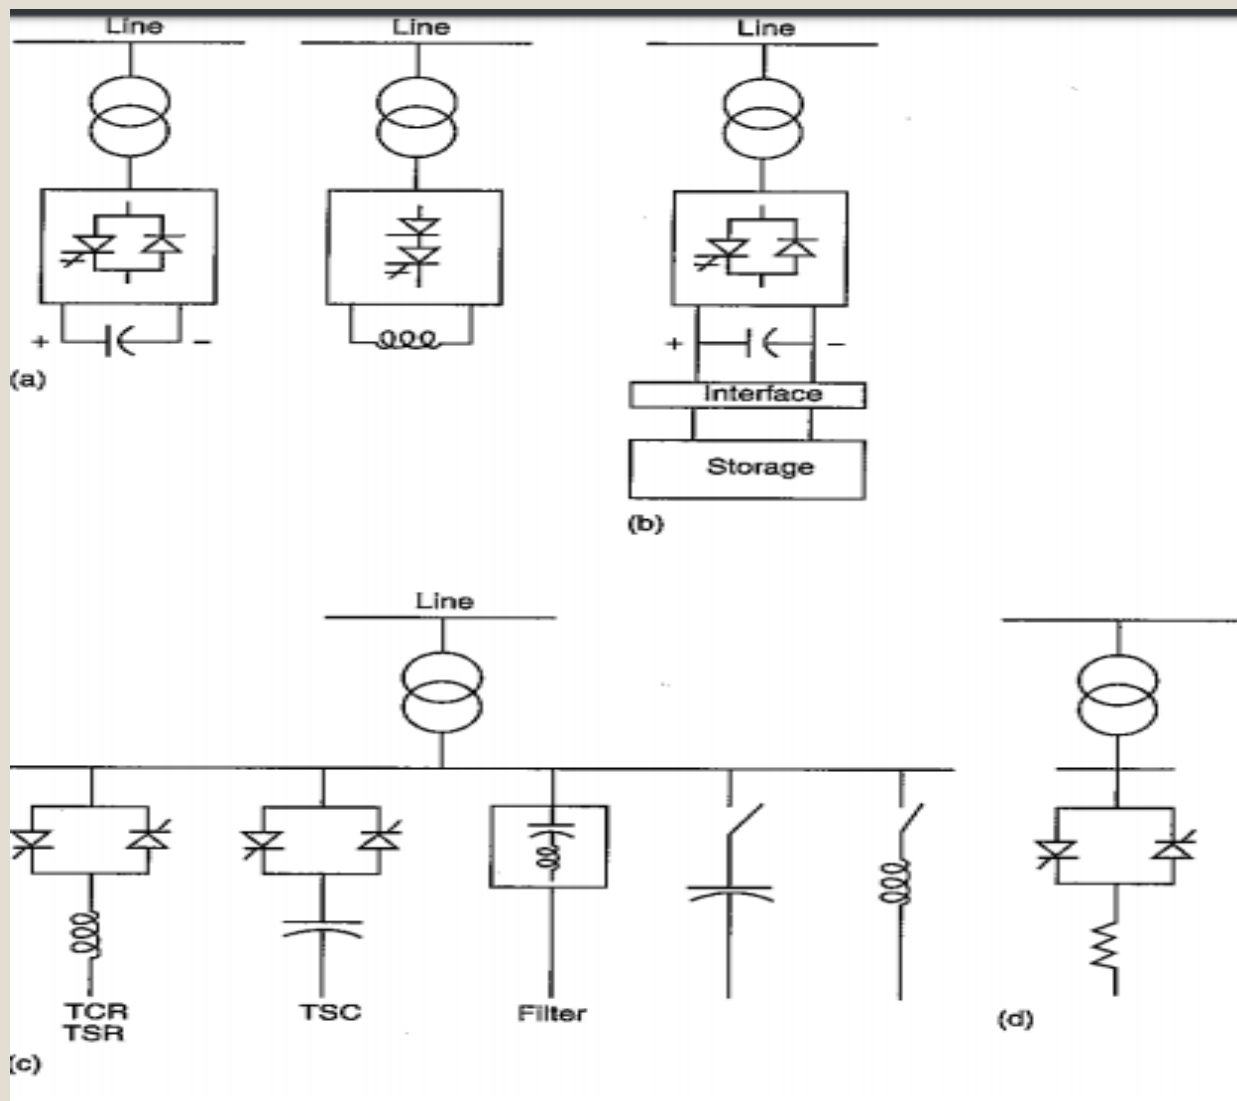 Line
Line
Line
+ −
+ −
(a)
Interface
Storage
(b)
Line
TCR
TSR
TSC
Filter
(d)
(c)